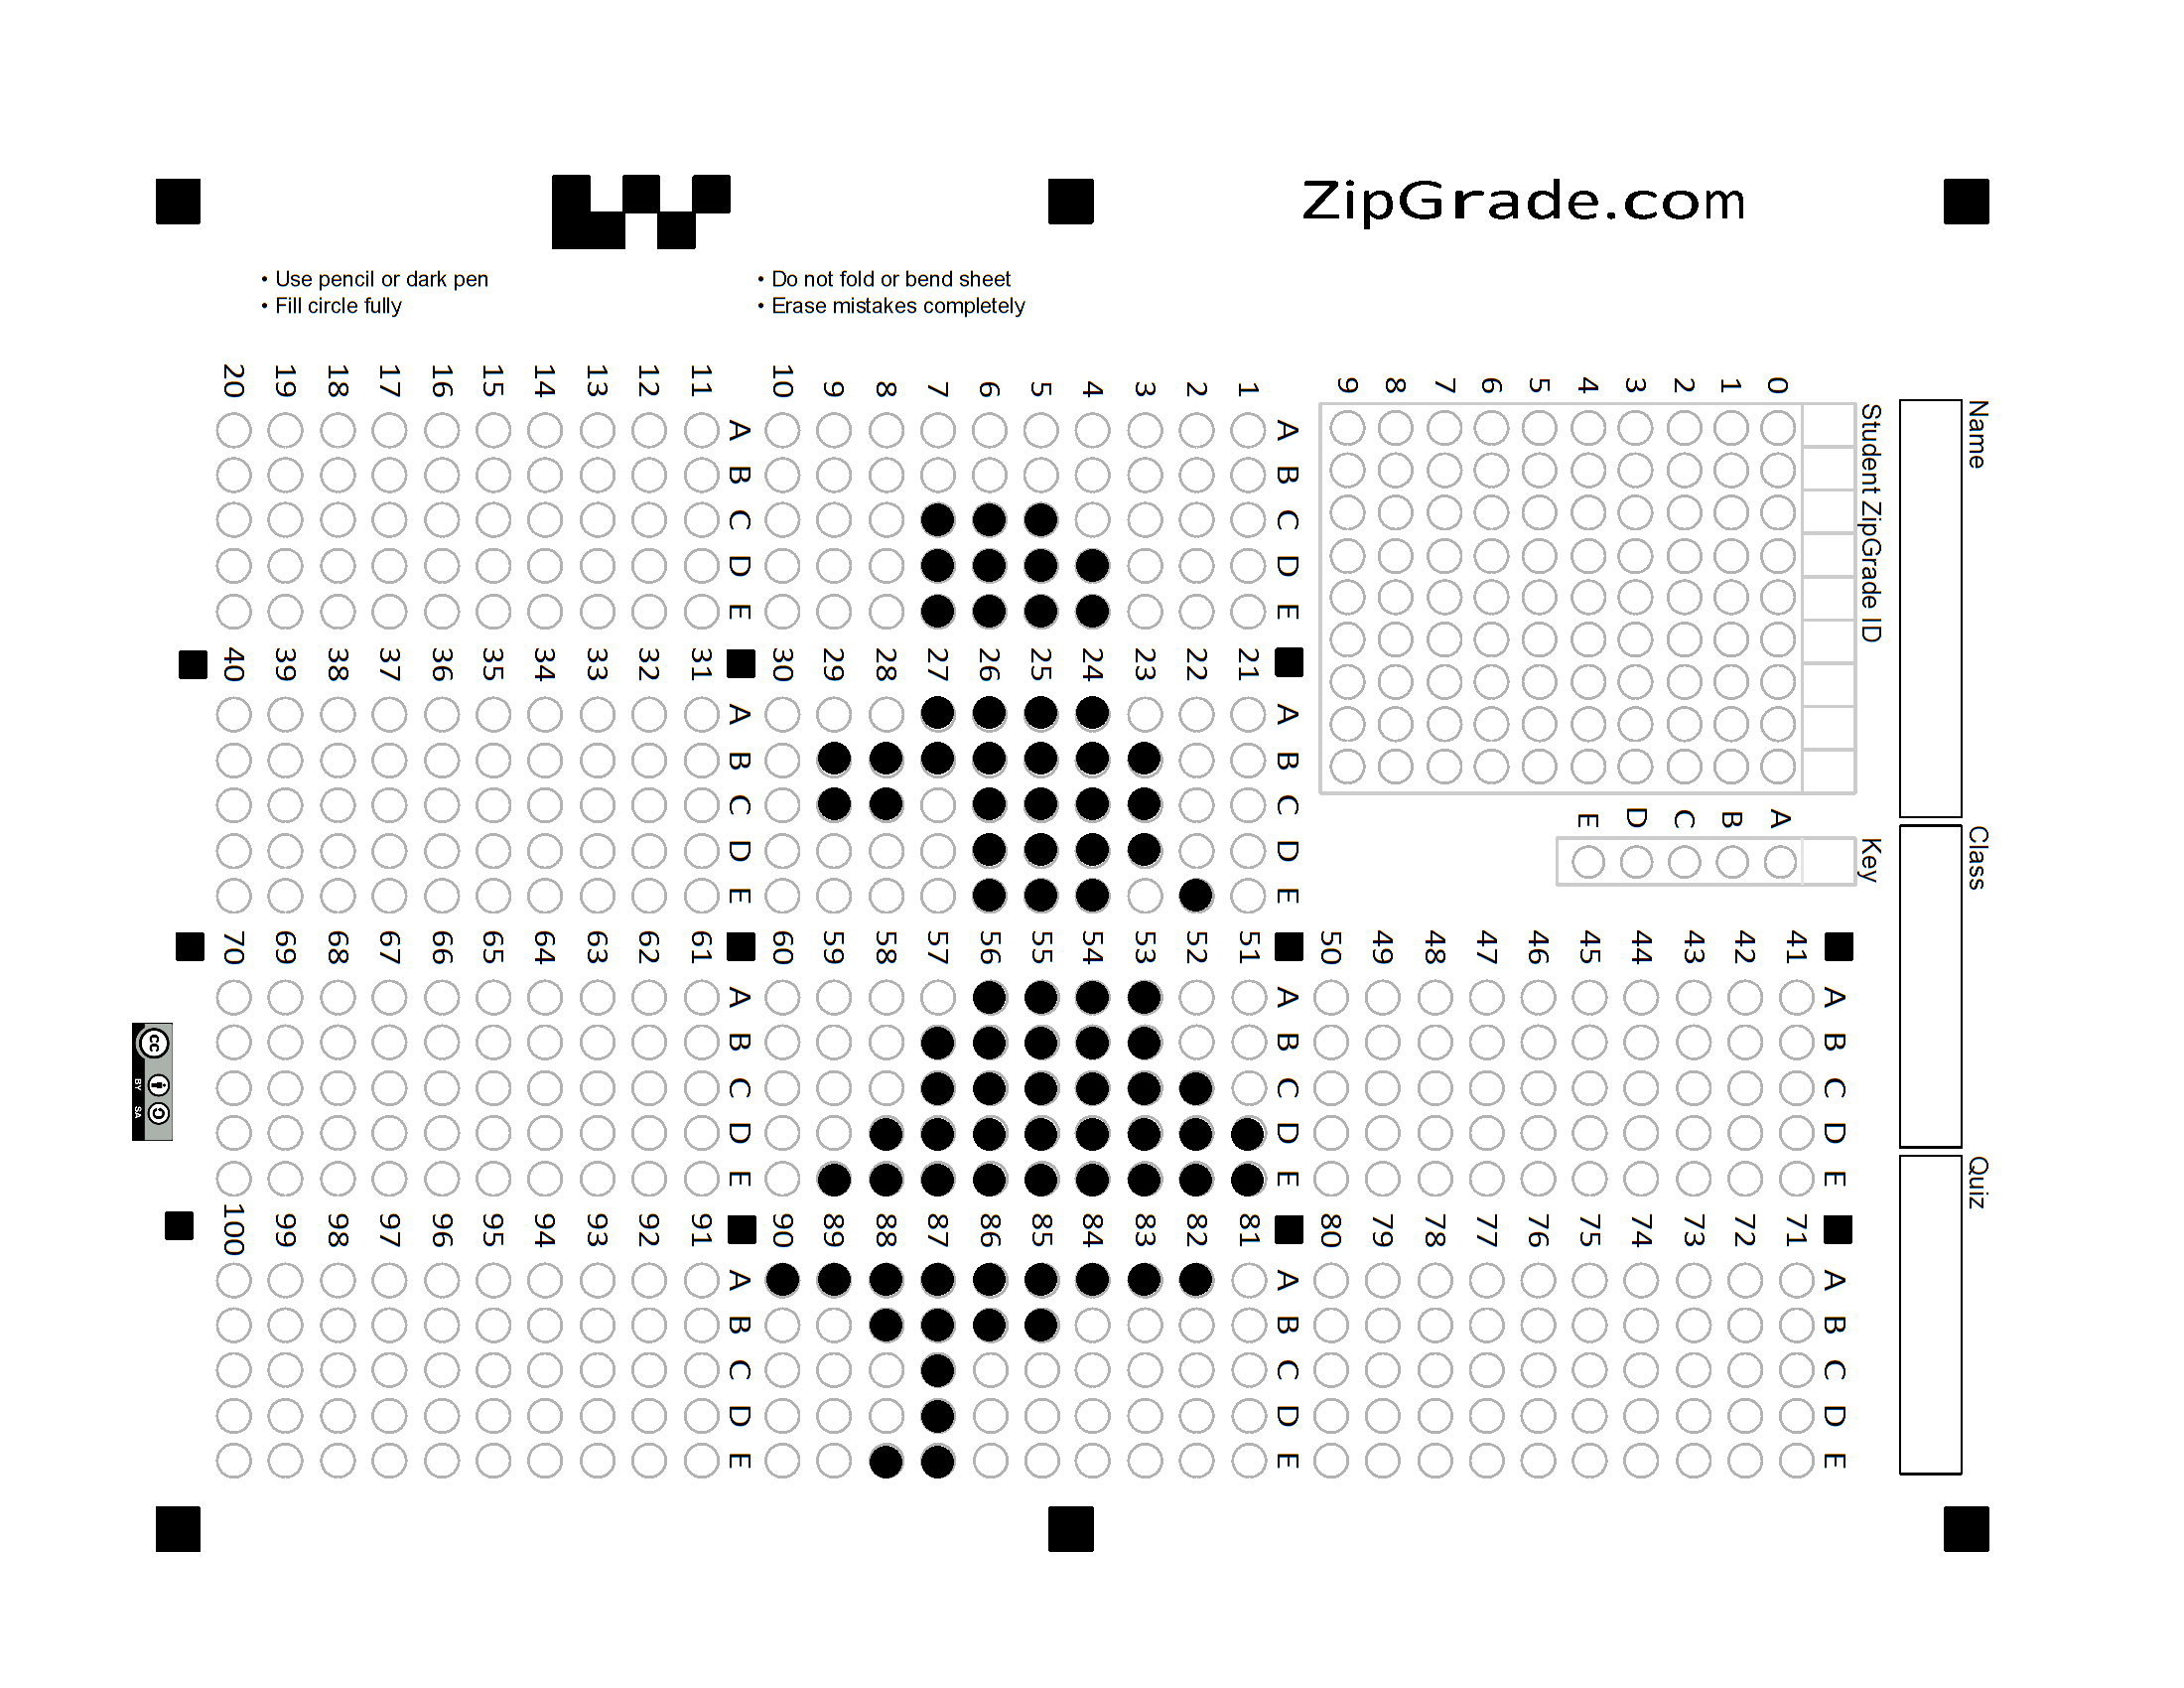 ZipGrade.com
• Use pencil or dark pen
• Fill circle fully
• Do not fold or bend sheet
• Erase mistakes completely
Name
Class
Quiz
Student ZipGrade ID
0 1 2 3 4 5 6 7 8 9
Key
A B C D E
1 2 3 4 5 6 7 8 9 10
A B C D E
11 12 13 14 15 16 17 18 19 20
A B C D E
21 22 23 24 25 26 27 28 29 30
A B C D E
31 32 33 34 35 36 37 38 39 40
A B C D E
41 42 43 44 45 46 47 48 49 50
A B C D E
51 52 53 54 55 56 57 58 59 60
A B C D E
61 62 63 64 65 66 67 68 69 70
A B C D E
71 72 73 74 75 76 77 78 79 80
A B C D E
81 82 83 84 85 86 87 88 89 90
A B C D E
91 92 93 94 95 96 97 98 99 100
A B C D E
cc
BY SA